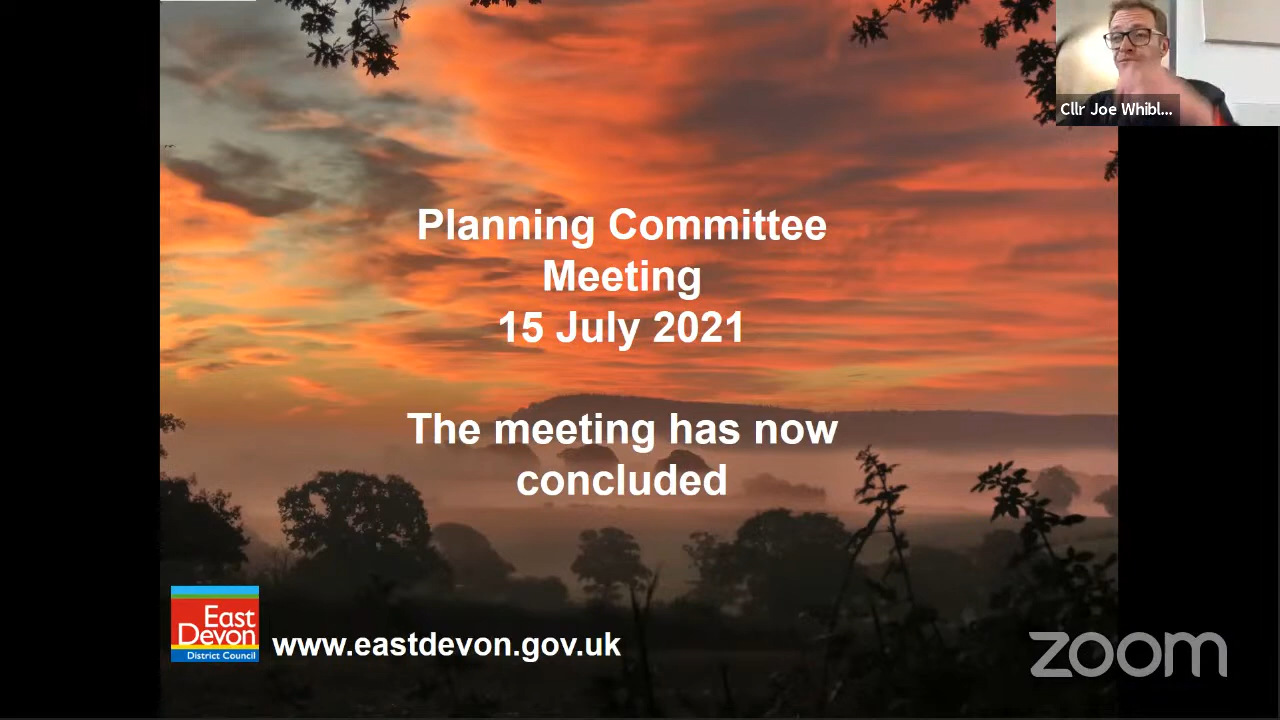 Cllr Joe Whibl...
Planning Committee
Meeting
15 July 2021
The meeting has now
concluded
East
Devon
District Council
www.eastdevon.gov.uk
zoom